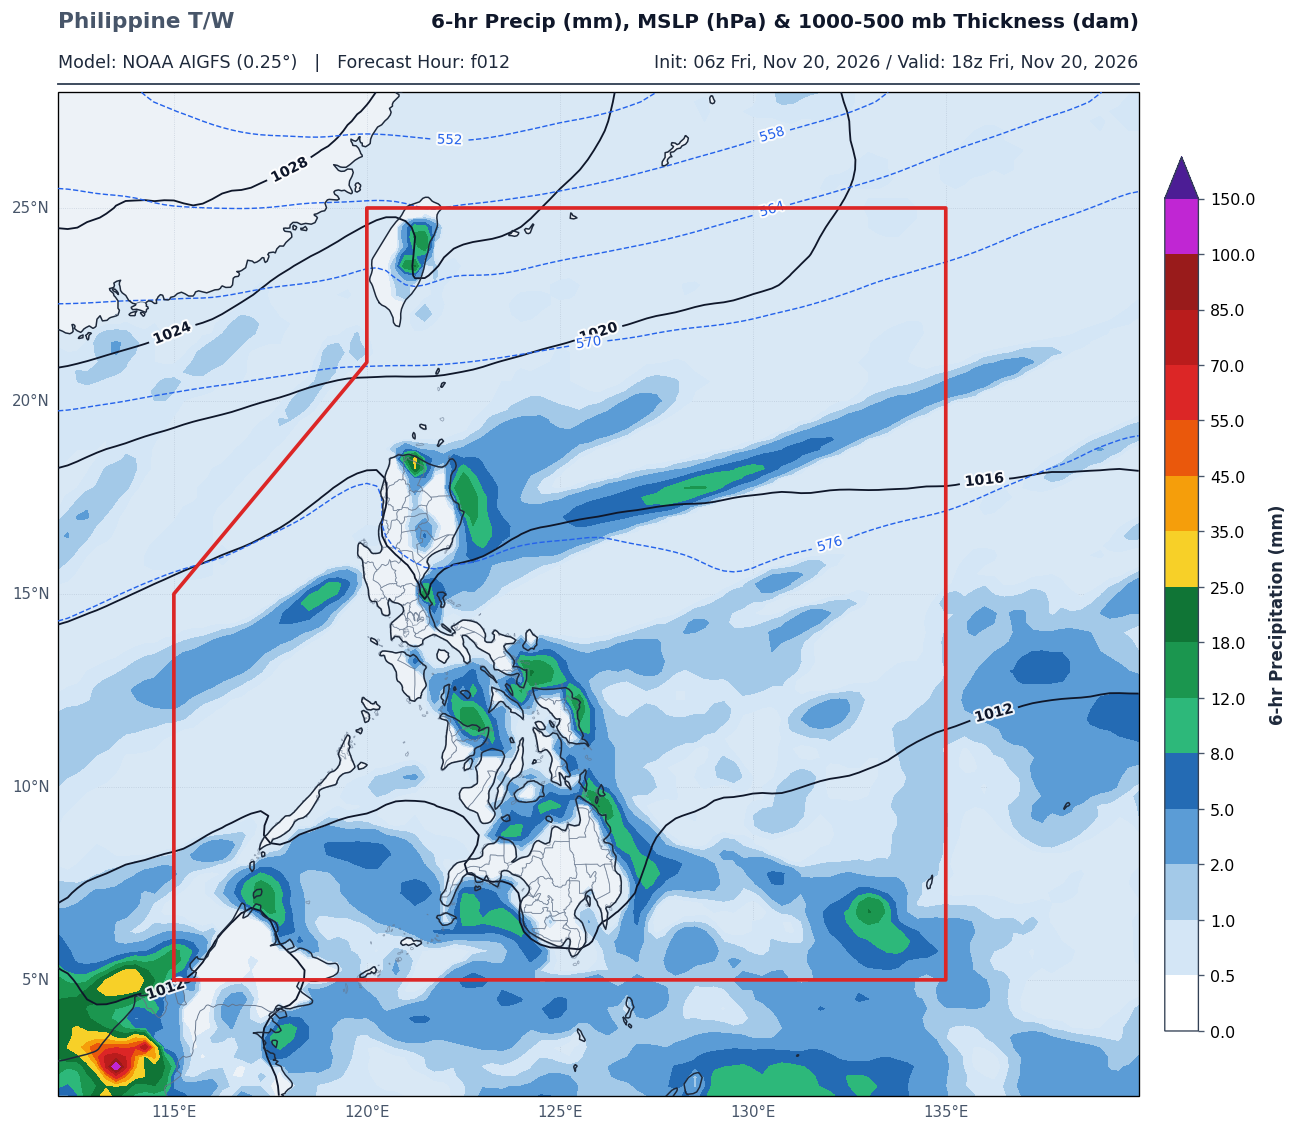 Philippine T/W
6-hr Precip (mm), MSLP (hPa) & 1000-500 mb Thickness (dam)
Model: NOAA AIGFS (0.25°) | Forecast Hour: f012
Init: 06z Fri, Nov 20, 2026 / Valid: 18z Fri, Nov 20, 2026
552
558
1028
564
25°N
1020
570
1024
20°N
1016
576
15°N
1012
10°N
1012
5°N
115°E
120°E
125°E
130°E
135°E
150.0
100.0
85.0
70.0
55.0
45.0
35.0
25.0
18.0
12.0
8.0
5.0
2.0
1.0
0.5
0.0
6-hr Precipitation (mm)